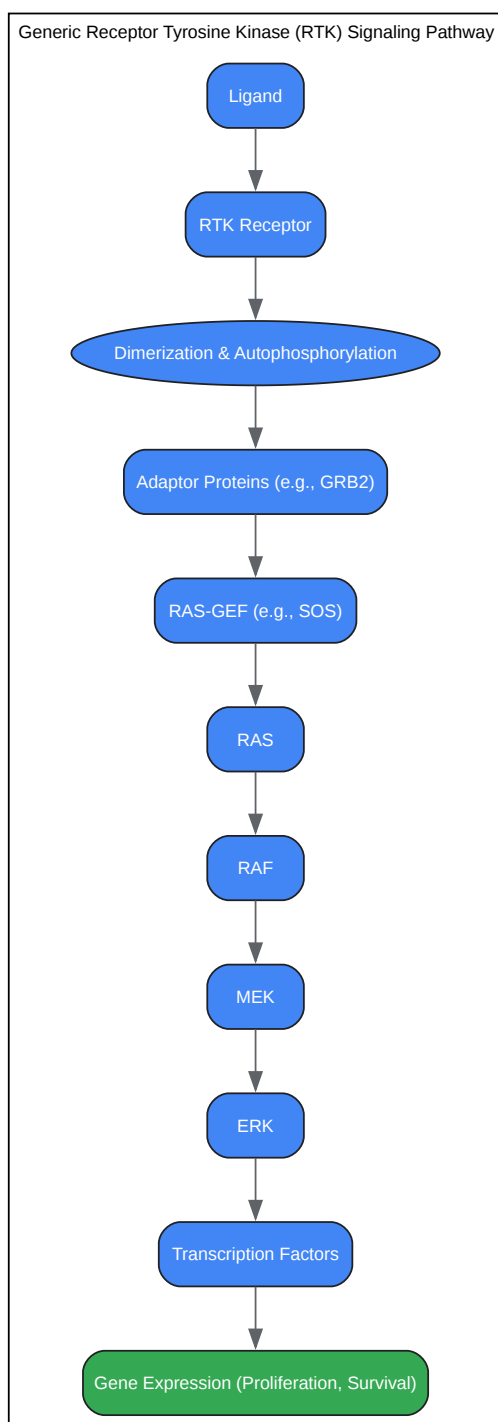 Generic Receptor Tyrosine Kinase (RTK) Signaling Pathway
Ligand
RTK Receptor
Dimerization & Autophosphorylation
Adaptor Proteins (e.g., GRB2)
RAS-GEF (e.g., SOS)
RAS
RAF
MEK
ERK
Transcription Factors
Gene Expression (Proliferation, Survival)